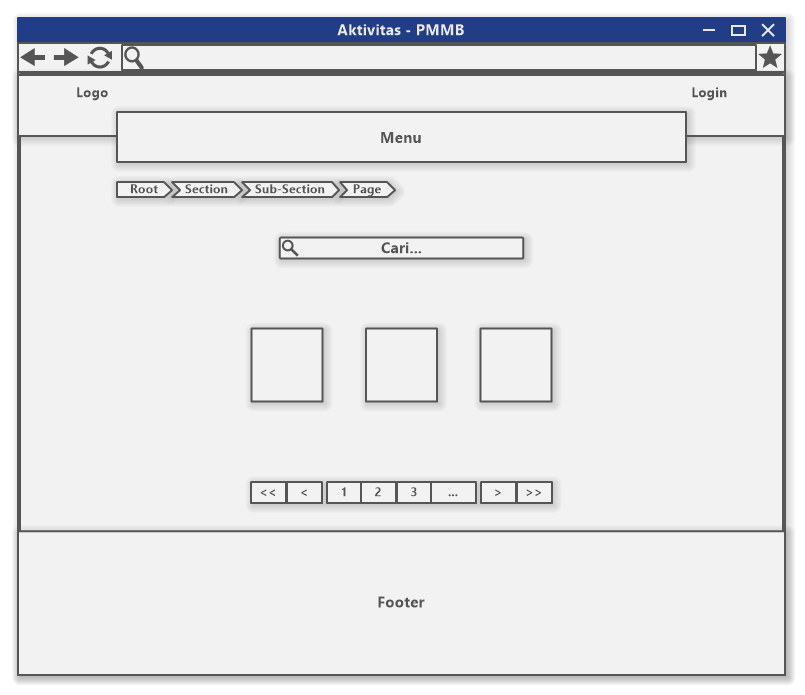 Aktivitas - PMMB
Logo
Login
Menu
Root Section Sub-Section Page
Cari...
<< < 1 2 3 ... > >>
Footer